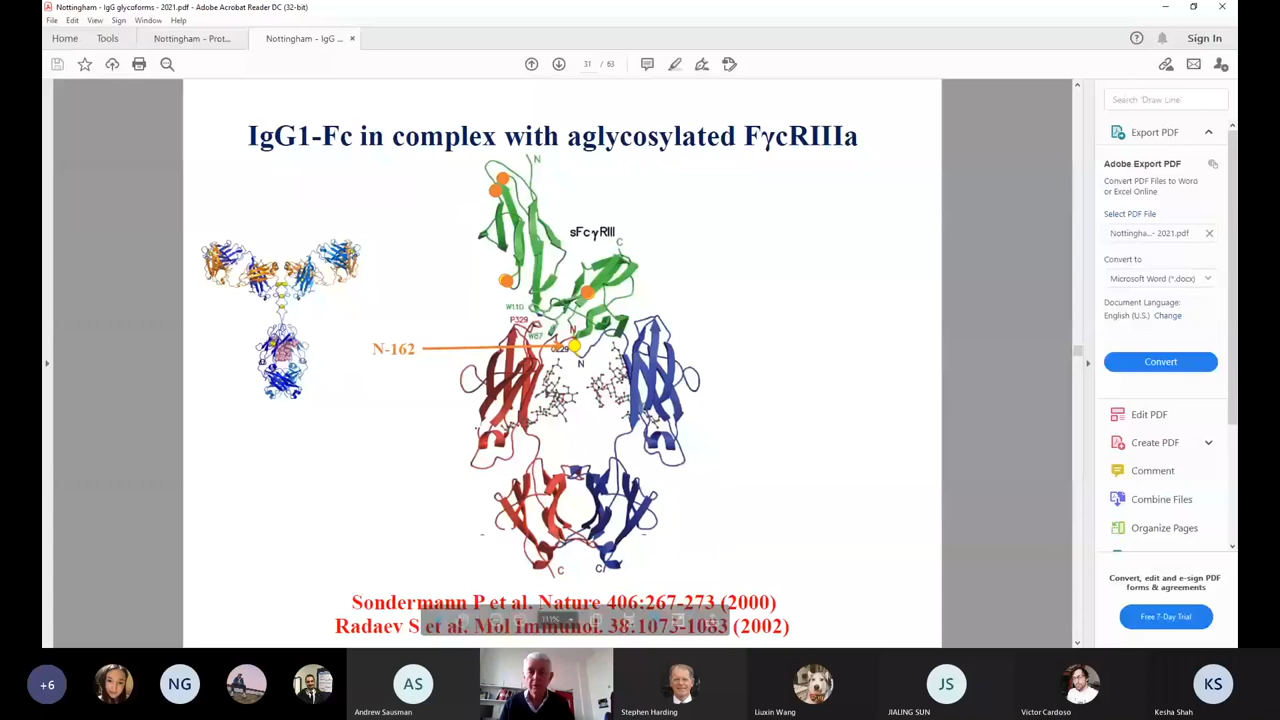 Nottingham - IgG glycoforms - 2021.pdf - Adobe Acrobat Reader DC (32-bit)
File Edit View Sign Window Help
Home Tools Nottingham - Prot... Nottingham - IgG ... × Sign In
31 / 63
IgG1-Fc in complex with aglycosylated FγcRIIIa
N
sFcγRIII
C
W110
P329
W87
N
N-162
N
C
C
Sondermann P et al. Nature 406:267-273 (2000)
111%
Radaev S et al. Mol Immunol. 38:1073-1083 (2002)
Search 'Draw Line'
Export PDF
Adobe Export PDF
Convert PDF Files to Word
or Excel Online
Select PDF File
Nottingha...- 2021.pdf
Convert to
Microsoft Word (*.docx)
Document Language:
English (U.S.) Change
Convert
Edit PDF
Create PDF
Comment
Combine Files
Organize Pages
Convert, edit and e-sign PDF
forms & agreements
Free 7-Day Trial
+6
NG
AS
Andrew Sausman
Stephen Harding
Liuxin Wang
JS
JIALING SUN
Victor Cardoso
KS
Kesha Shah